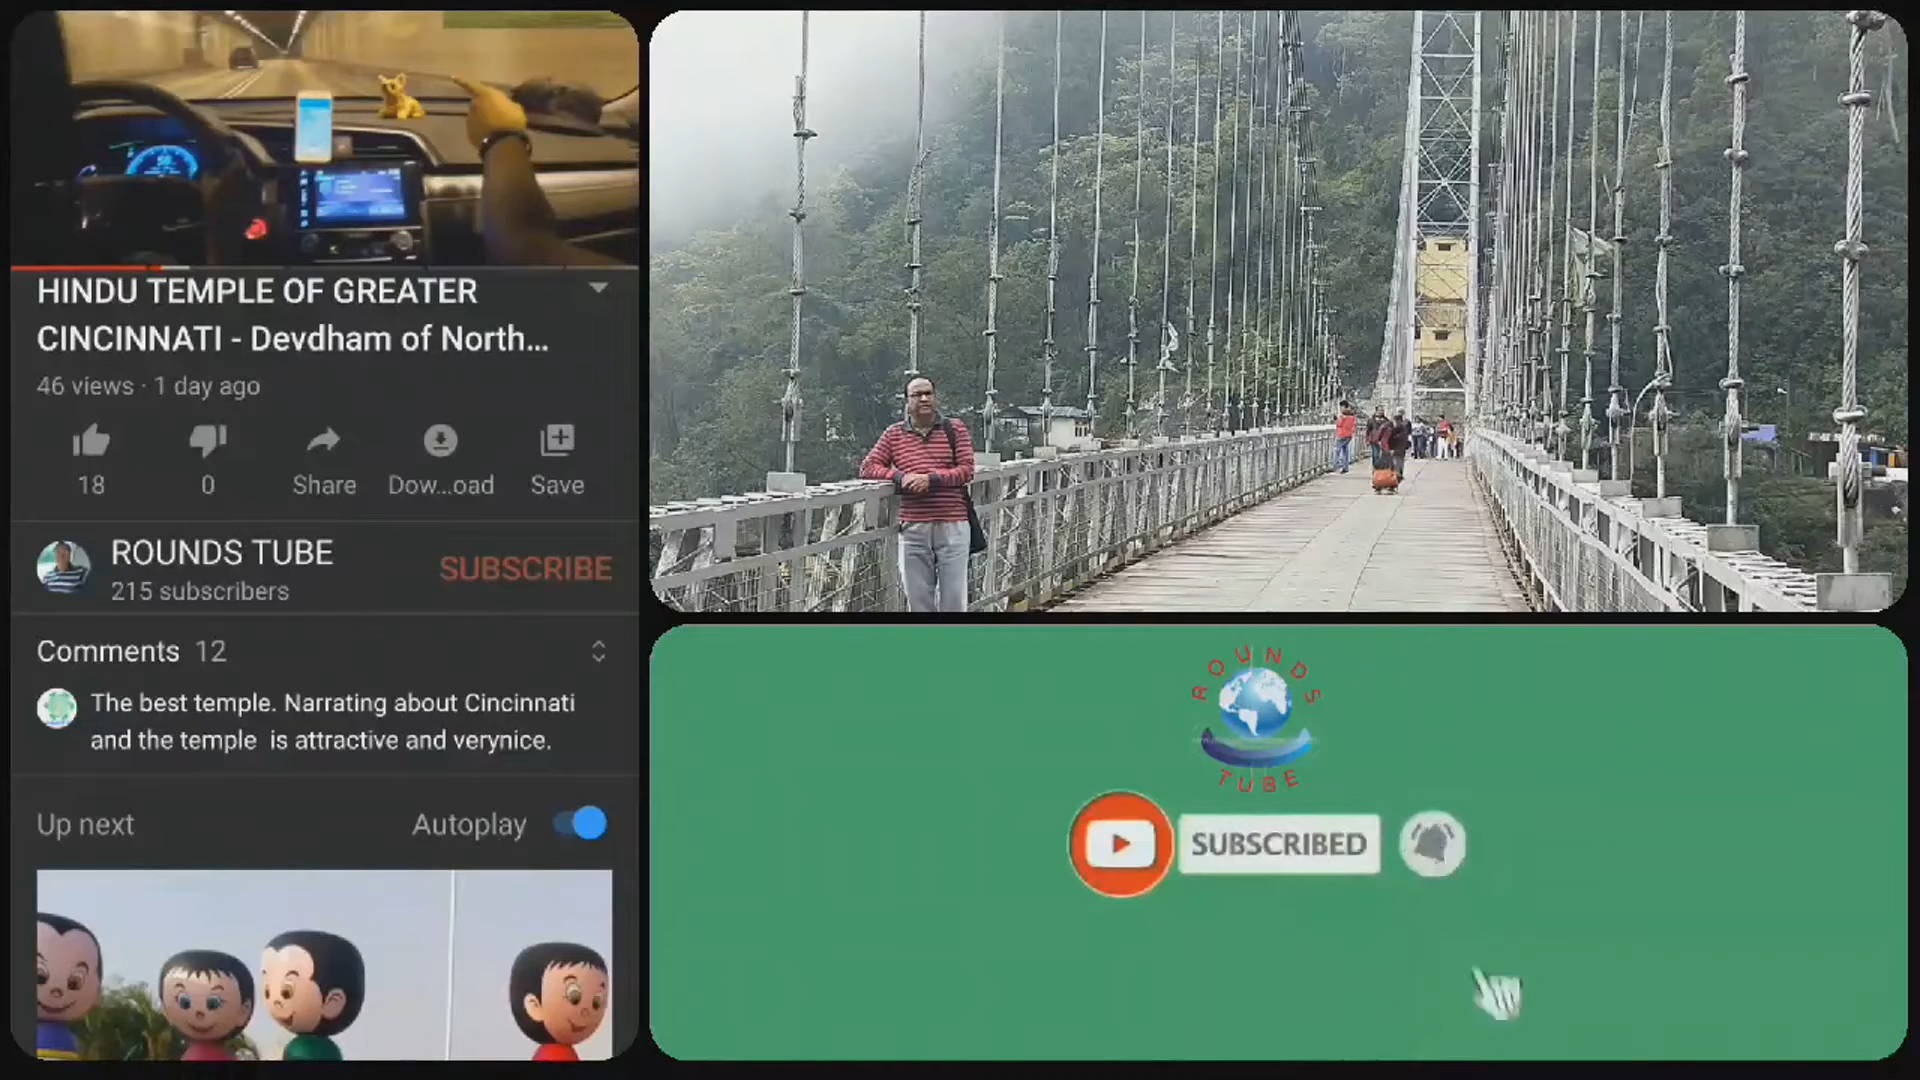 HINDU TEMPLE OF GREATER
CINCINNATI - Devdham of North...
46 views · 1 day ago
18
0
Share
Dow...oad
Save
ROUNDS TUBE
SUBSCRIBE
215 subscribers
Comments 12
The best temple. Narrating about Cincinnati
and the temple is attractive and verynice.
Up next
Autoplay
ROUNDS
TUBE
SUBSCRIBED